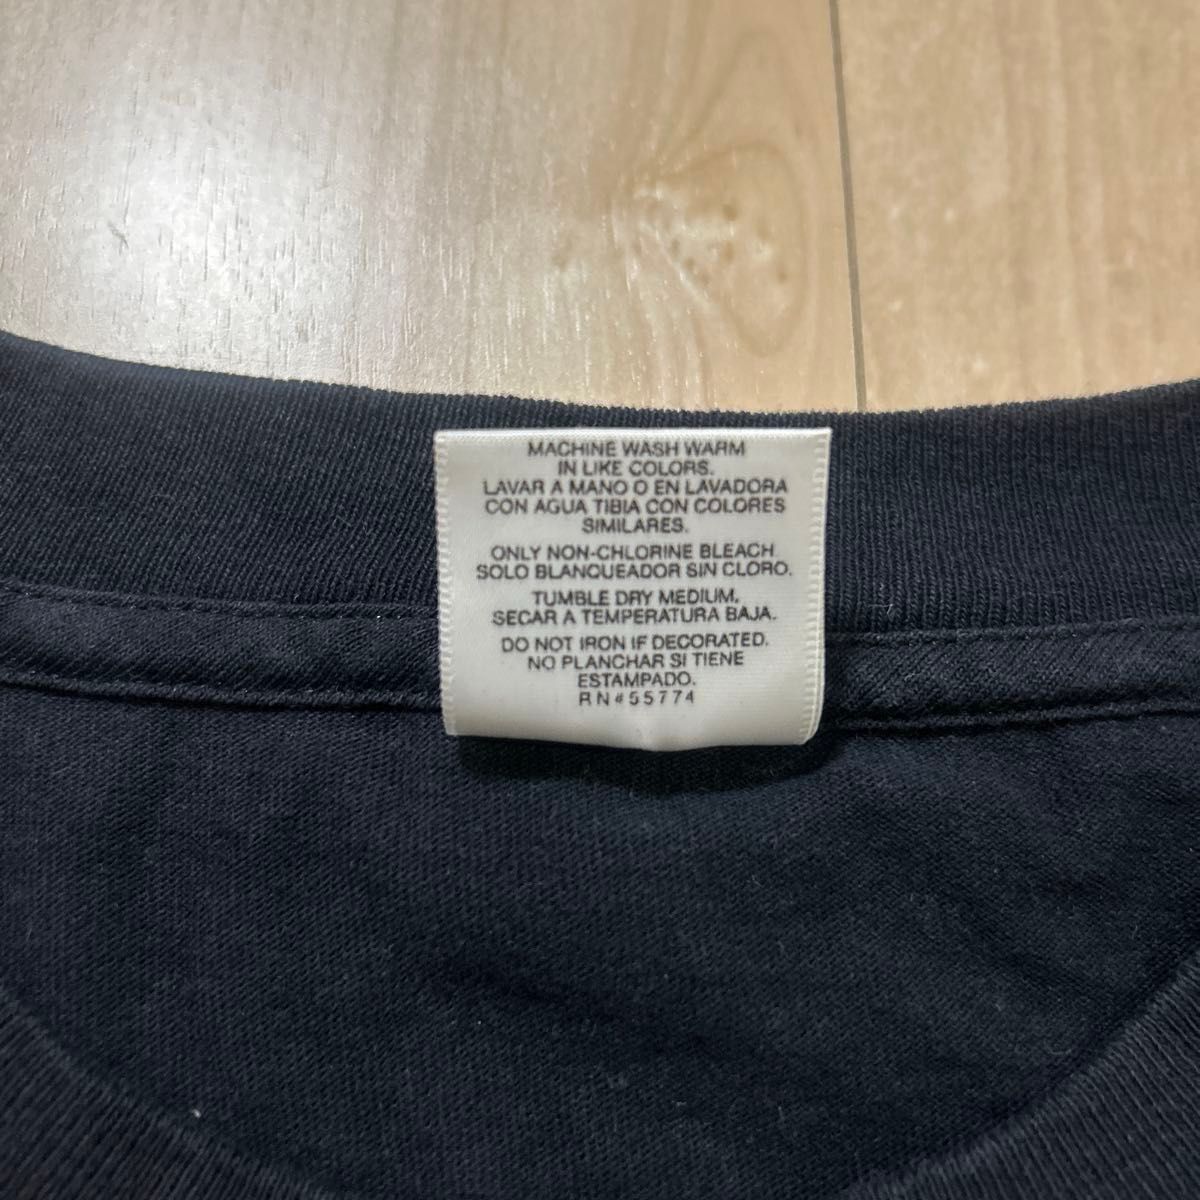 MACHINE WASH WARM
IN LIKE COLORS.
LAVAR A MANO O EN LAVADORA
CON AGUA TIBIA CON COLORES
SIMILARES.
ONLY NON-CHLORINE BLEACH
SOLO BLANQUEADOR SIN CLORO.
TUMBLE DRY MEDIUM.
SECAR A TEMPERATURA BAJA.
DO NOT IRON IF DECORATED.
NO PLANCHAR SI TIENE
ESTAMPADO.
RN#55774